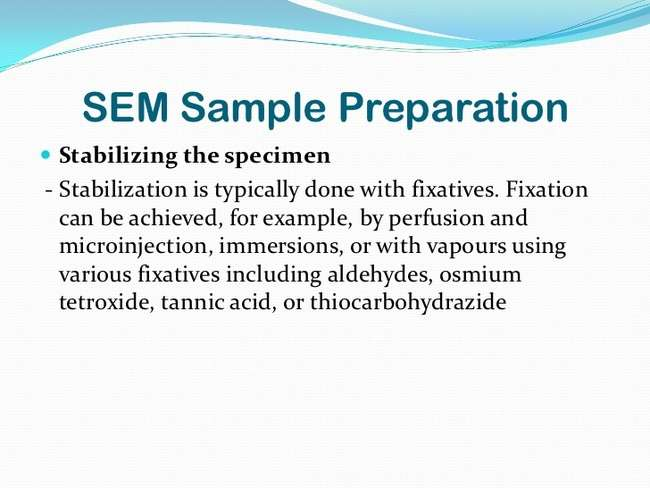 SEM Sample Preparation
• Stabilizing the specimen
- Stabilization is typically done with fixatives. Fixation
can be achieved, for example, by perfusion and
microinjection, immersions, or with vapours using
various fixatives including aldehydes, osmium
tetroxide, tannic acid, or thiocarbohydrazide